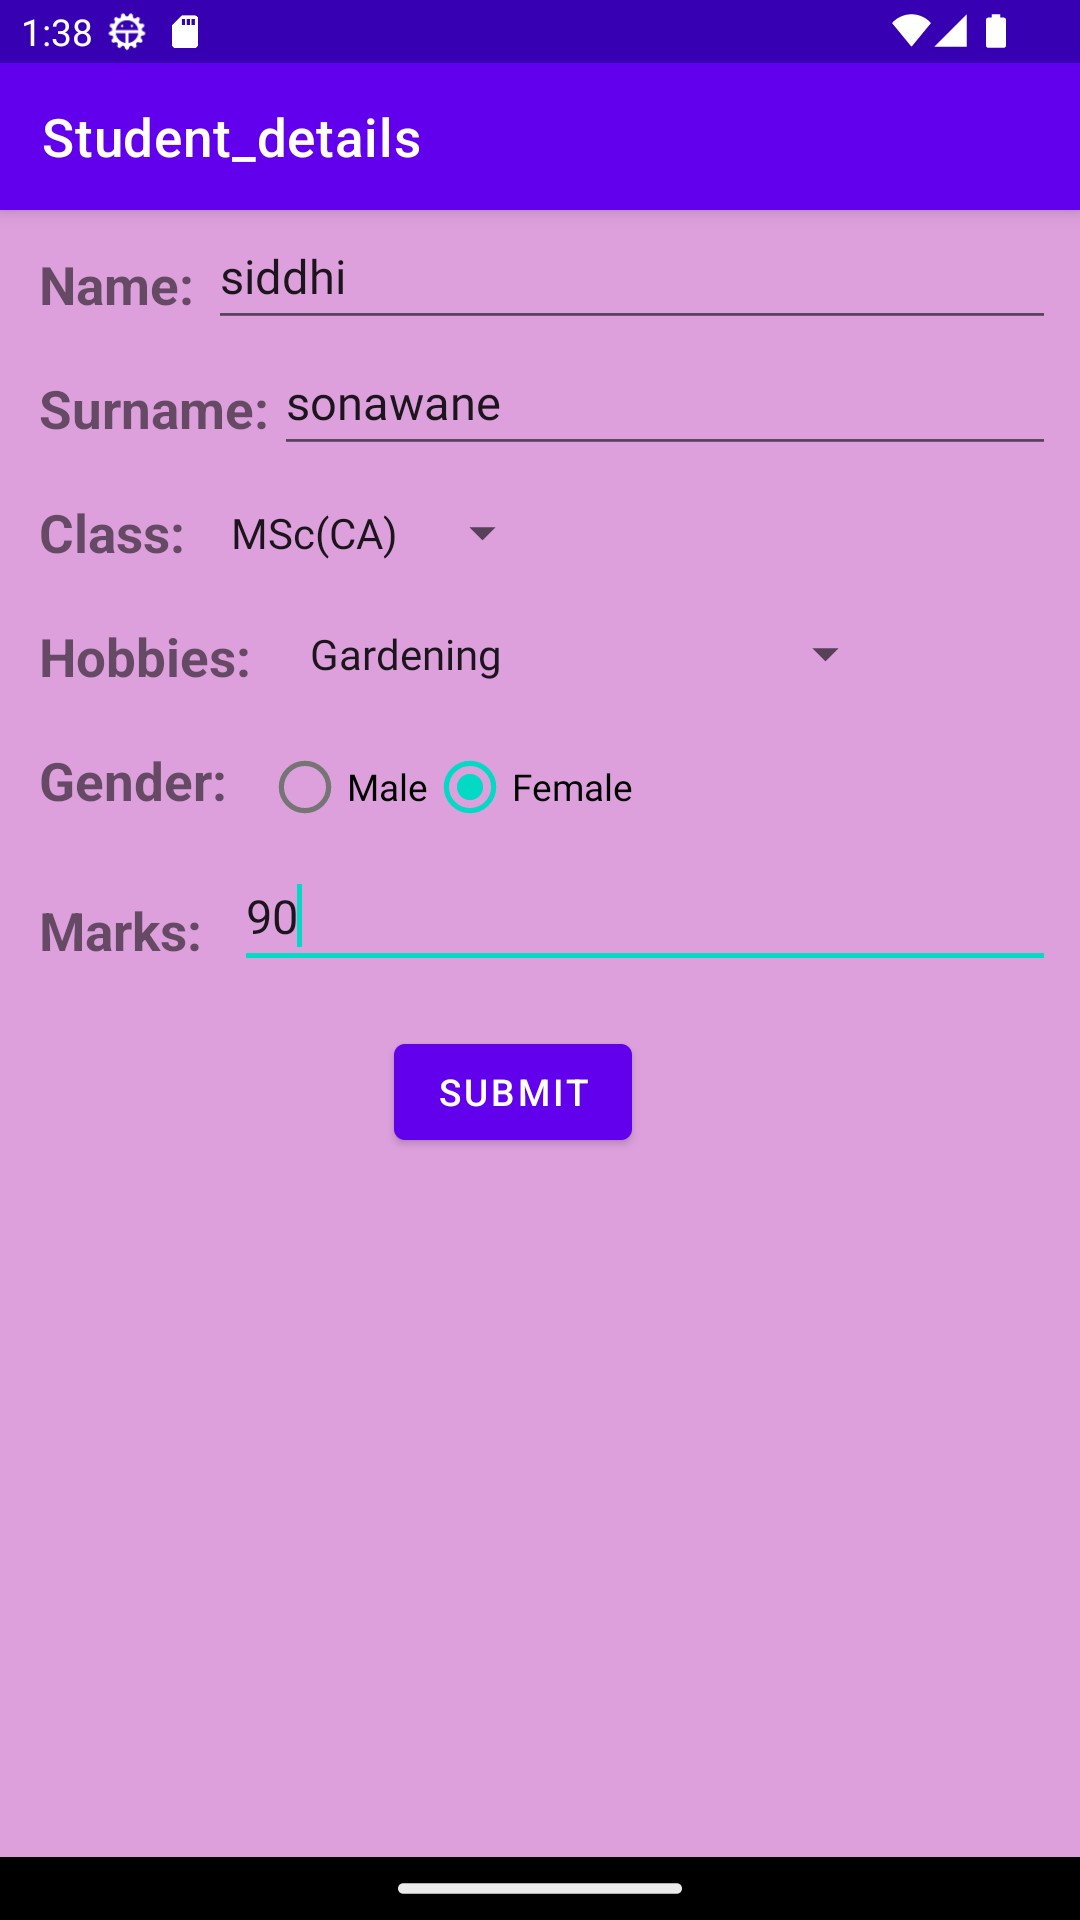 1:38
Student_details
Name: siddhi
Surname: sonawane
Class: MSc(CA)
Hobbies: Gardening
Gender: Male Female
Marks: 90
SUBMIT